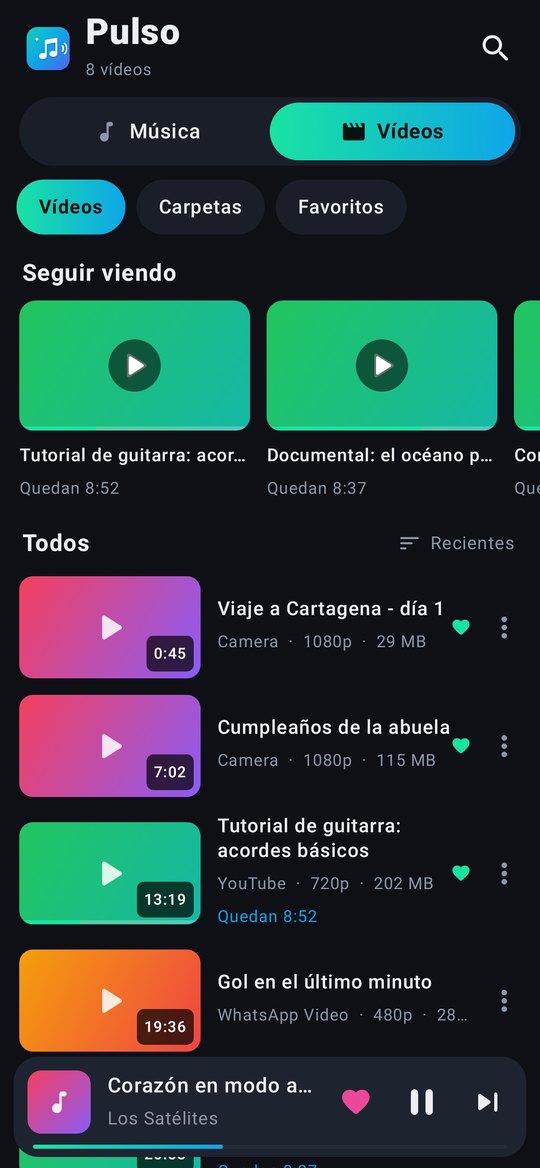 Pulso
8 vídeos
Música
Vídeos
Vídeos
Carpetas
Favoritos
Seguir viendo
Tutorial de guitarra: acor…
Documental: el océano p…
Quedan 8:52
Quedan 8:37
Todos
Recientes
Viaje a Cartagena - día 1
Camera · 1080p · 29 MB
0:45
Cumpleaños de la abuela
Camera · 1080p · 115 MB
7:02
Tutorial de guitarra:
acordes básicos
YouTube · 720p · 202 MB
Quedan 8:52
13:19
Gol en el último minuto
WhatsApp Video · 480p · 28…
19:36
Corazón en modo a…
Los Satélites